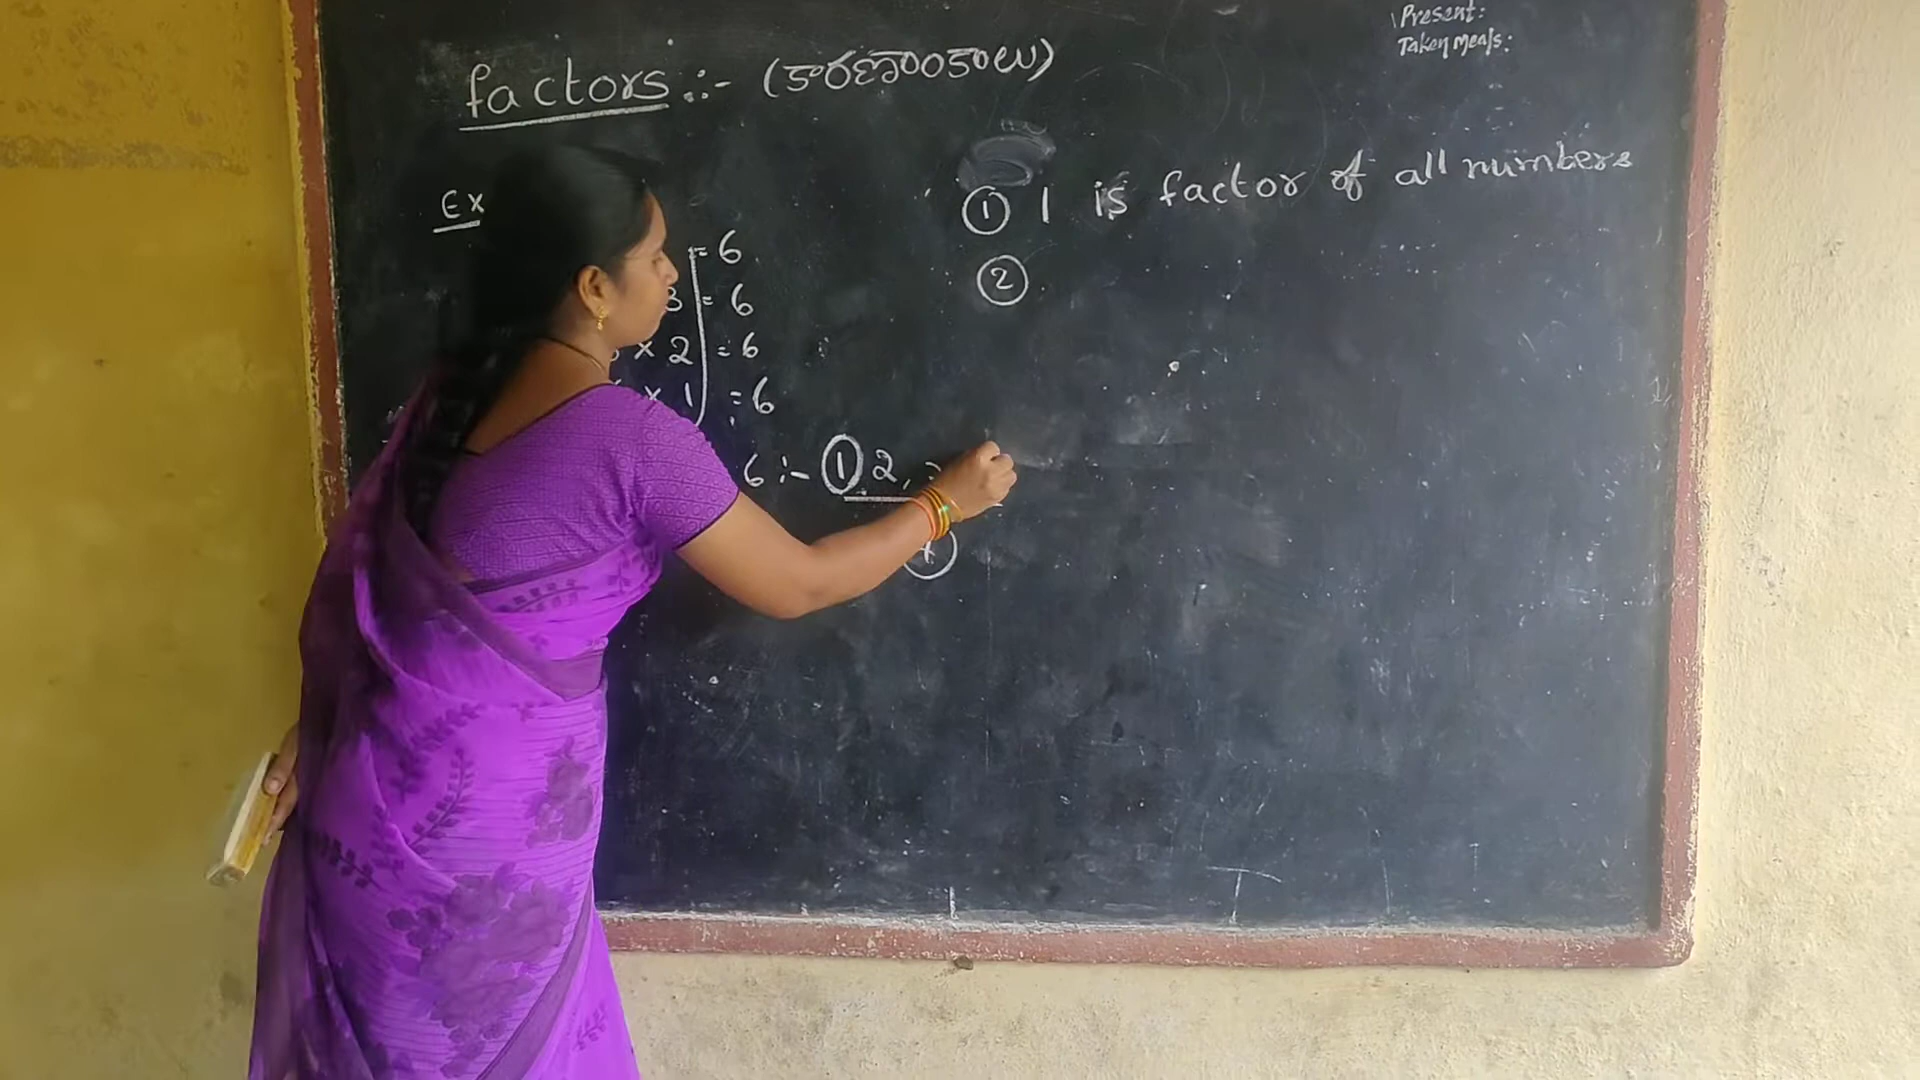 Present:
Taken meals:
factors :- (కారణాంకాలు)
Ex
= 6
3 = 6
× 2 = 6
× 1 = 6
6 :- 1 2,
① 1 is factor of all numbers
②